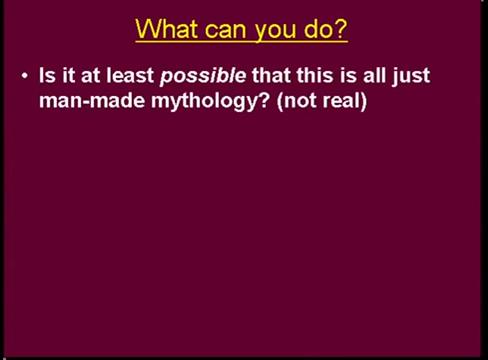 What can you do?
• Is it at least possible that this is all just
man-made mythology? (not real)